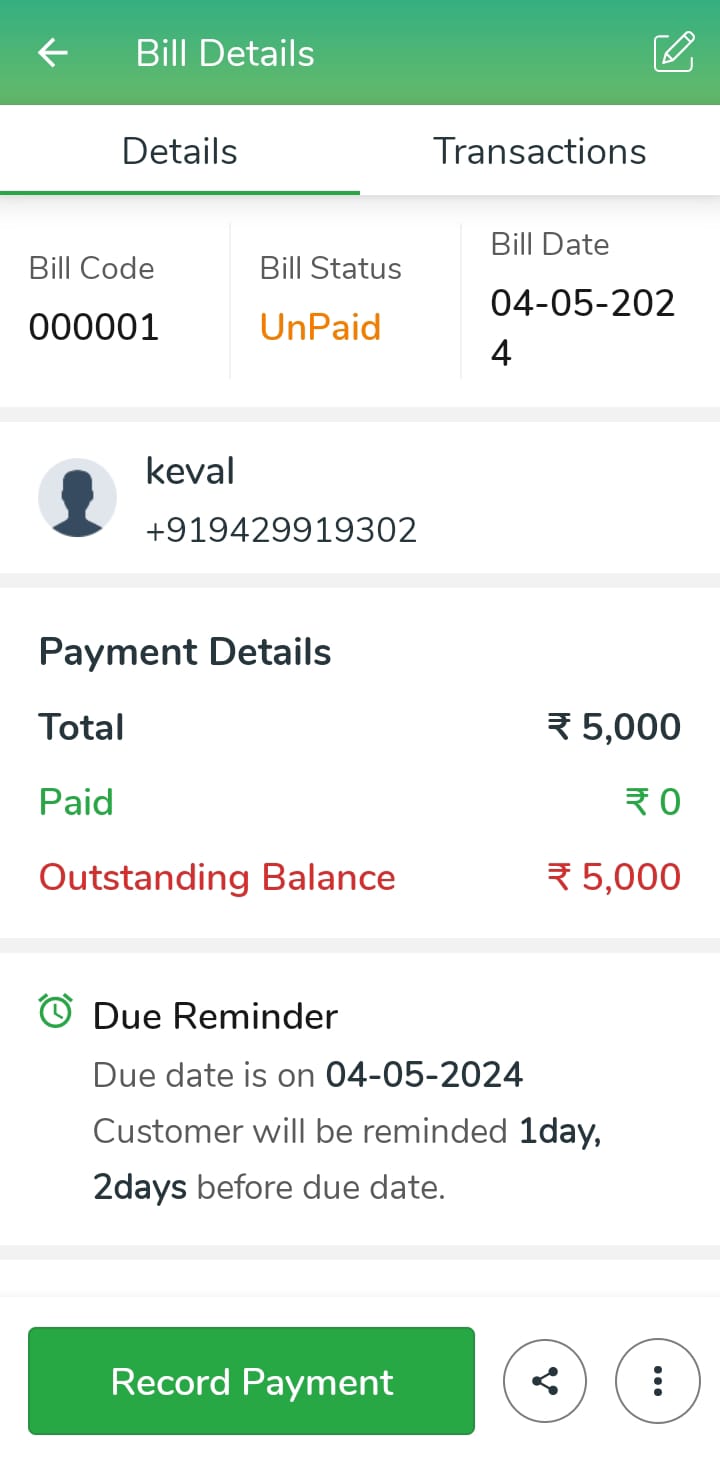 Bill Details
Details
Transactions
Bill Code
000001
Bill Status
UnPaid
Bill Date
04-05-202
4
keval
+919429919302
Payment Details
Total
₹ 5,000
Paid
₹ 0
Outstanding Balance
₹ 5,000
Due Reminder
Due date is on 04-05-2024
Customer will be reminded 1day,
2days before due date.
Record Payment